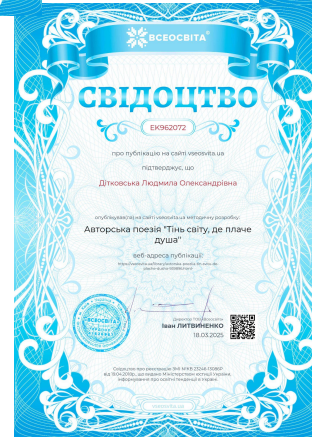 ВСЕОСВІТА
СВІДОЦТВО
EK962072
про публікацію на сайті vseosvita.ua
підтверджує, що
Дітковська Людмила Олександрівна
опублікував(ла) на сайті vseosvita.ua методичну розробку:
Авторська поезія "Тінь світу, де плаче
душа"
веб-адреса публікації:
Директор ТОВ «Всеосвіта»
Іван ЛИТВИНЕНКО
18.03.2025
ВСЕОСВІТА